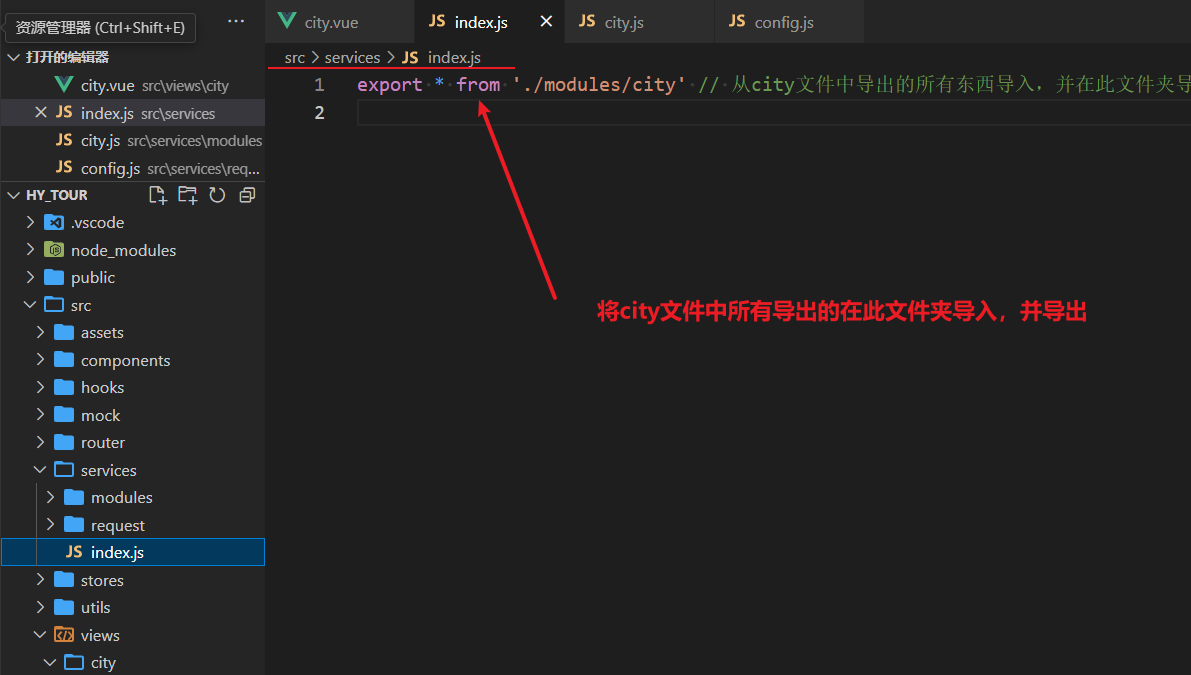 资源管理器 (Ctrl+Shift+E)
···
city.vue
JS index.js
JS city.js
JS config.js
打开的编辑器
src > services > JS index.js
city.vue src\views\city
JS index.js src\services
JS city.js src\services\modules
JS config.js src\services\req...
1 export * from './modules/city' // 从city文件中导出的所有东西导入，并在此文件夹导
2
HY_TOUR
.vscode
node_modules
public
src
将city文件中所有导出的在此文件夹导入，并导出
assets
components
hooks
mock
router
services
modules
request
JS index.js
stores
utils
views
city